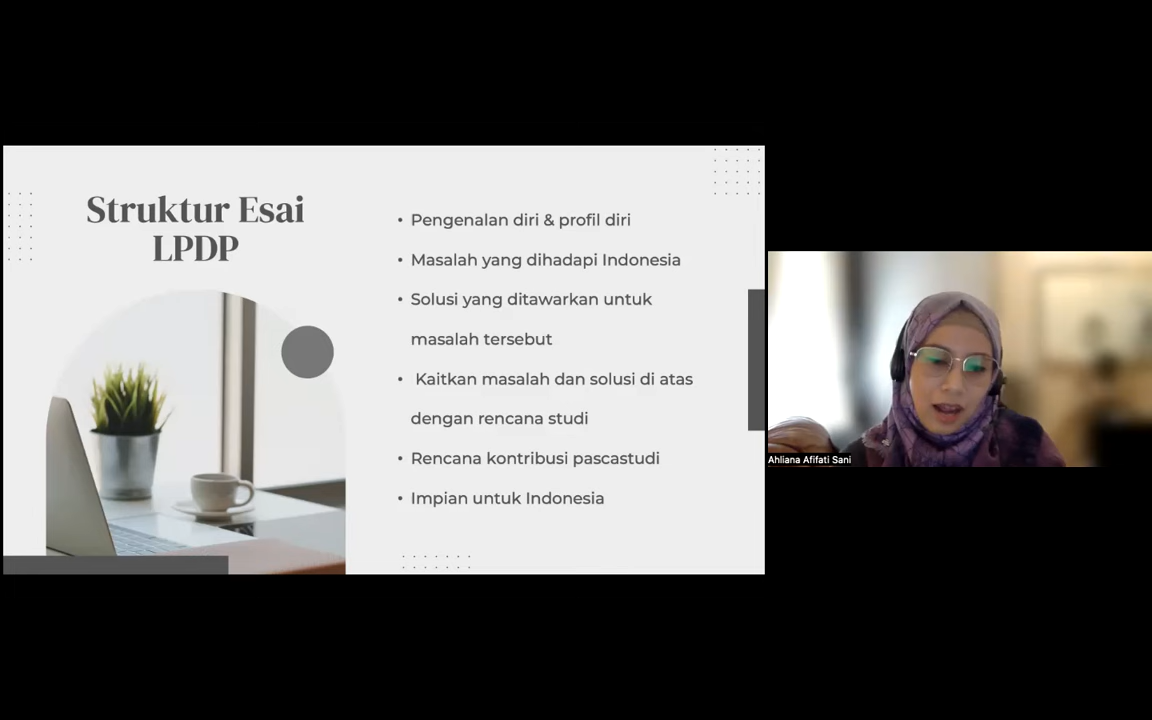 Struktur Esai
LPDP
• Pengenalan diri & profil diri
• Masalah yang dihadapi Indonesia
• Solusi yang ditawarkan untuk
masalah tersebut
• Kaitkan masalah dan solusi di atas
dengan rencana studi
• Rencana kontribusi pascastudi
• Impian untuk Indonesia
Ahliana Afifati Sani